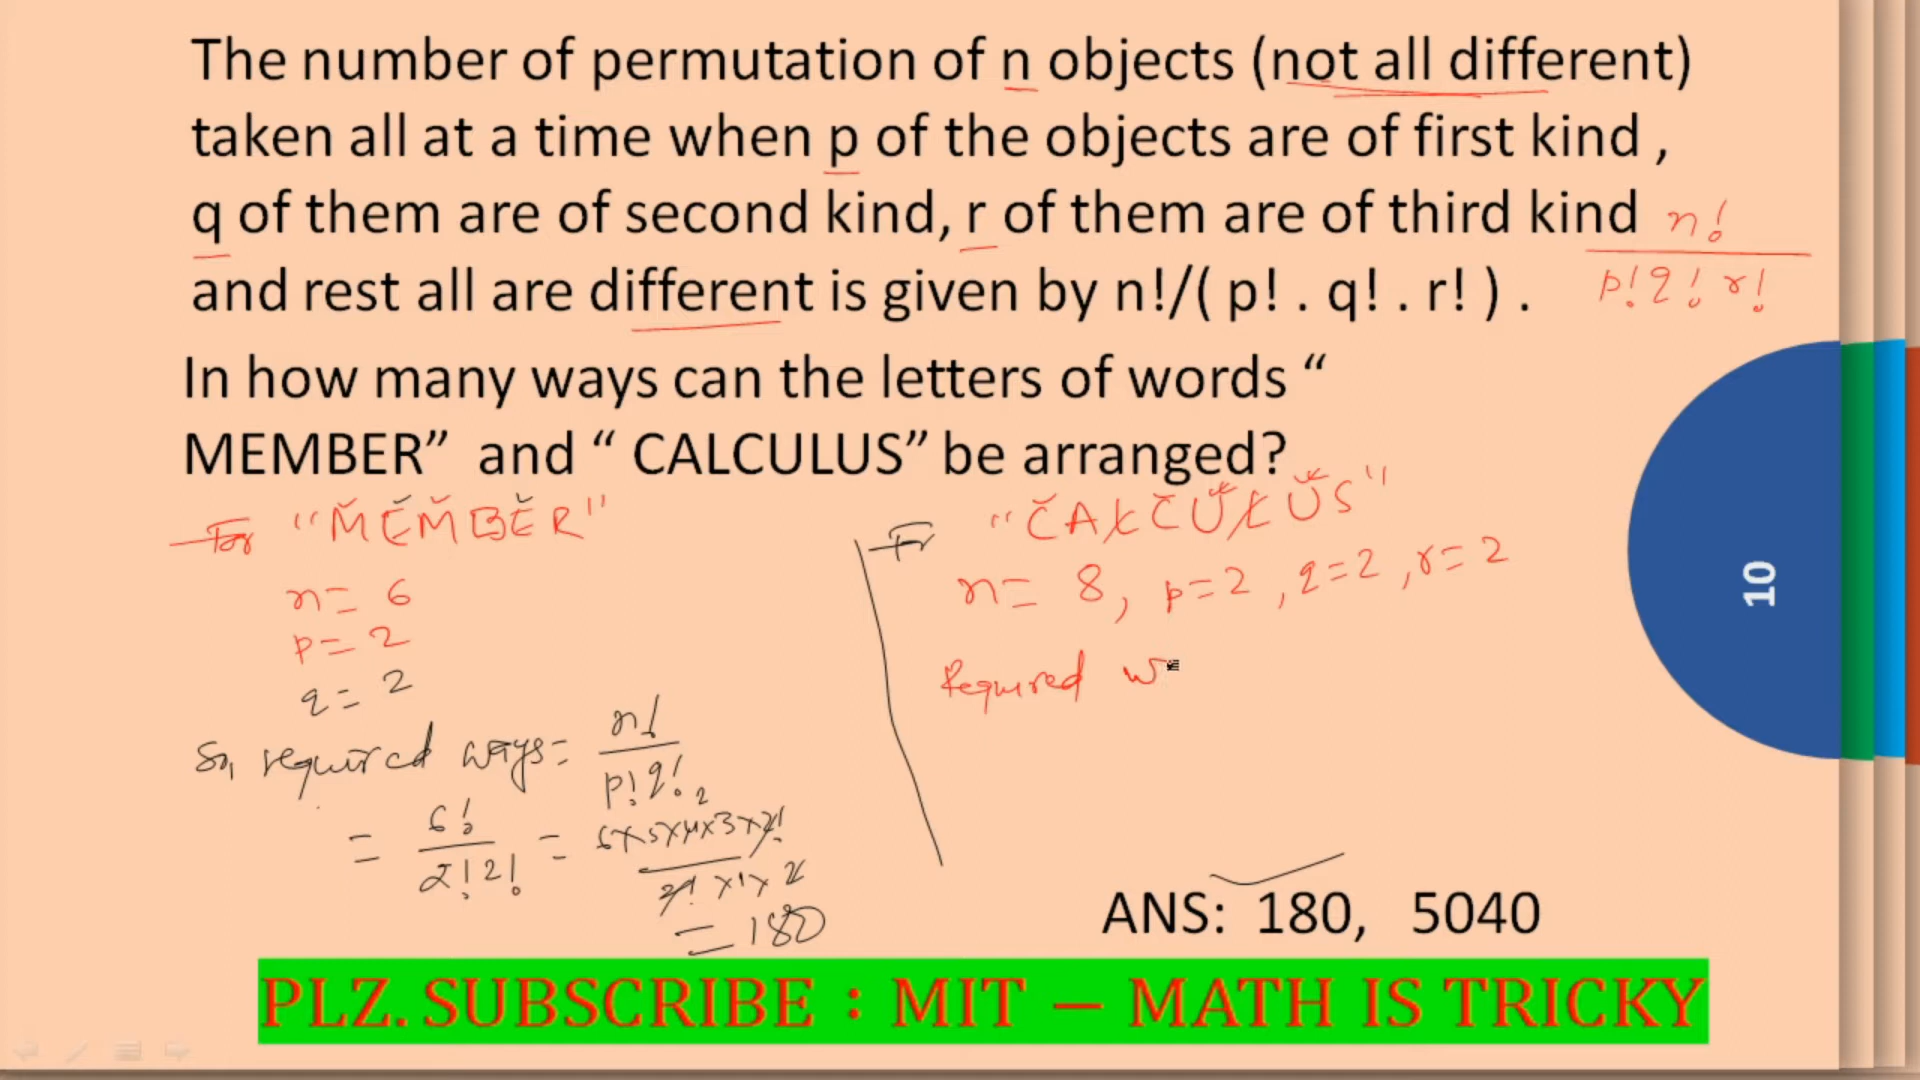 The number of permutation of n objects (not all different)
taken all at a time when p of the objects are of first kind ,
q of them are of second kind, r of them are of third kind
and rest all are different is given by n!/( p! . q! . r! ) .
n!
p! q! r!
In how many ways can the letters of words “
MEMBER” and “ CALCULUS” be arranged?
For "MEMBER"
n = 6
p = 2
q = 2
So, required ways = n!
p! q!
= 6!
2! 2!
= 6x5x4x3x2!
2! x1x2
2
= 180
For "CALCULUS"
n = 8, p=2, q=2, r=2
Required w
ANS: 180, 5040
10
PLZ. SUBSCRIBE : MIT – MATH IS TRICKY